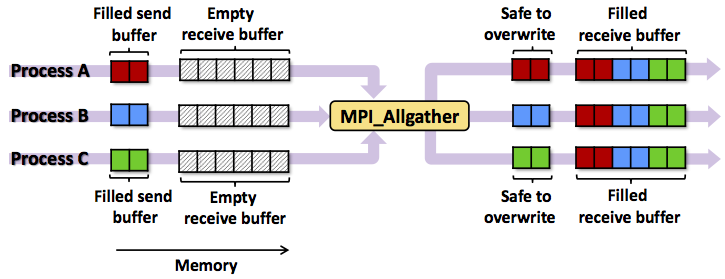 Filled send
buffer
Empty
receive buffer
Safe to
overwrite
Filled
receive buffer
Process A
Process B
MPI_Allgather
Process C
Filled send
buffer
Empty
receive buffer
Safe to
overwrite
Filled
receive buffer
Memory